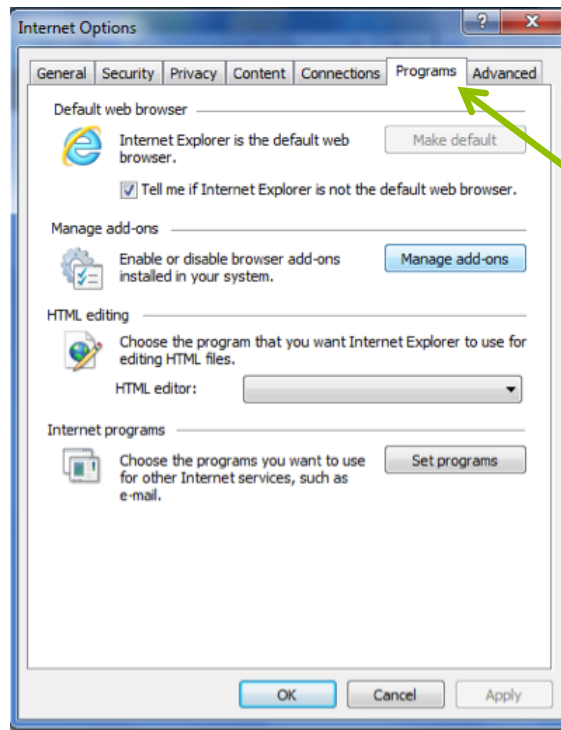 Internet Options
General Security Privacy Content Connections Programs Advanced
Default web browser
Internet Explorer is the default web
browser.
Make default
Tell me if Internet Explorer is not the default web browser.
Manage add-ons
Enable or disable browser add-ons
installed in your system.
Manage add-ons
HTML editing
Choose the program that you want Internet Explorer to use for
editing HTML files.
HTML editor:
Internet programs
Choose the programs you want to use
for other Internet services, such as
e-mail.
Set programs
OK Cancel Apply